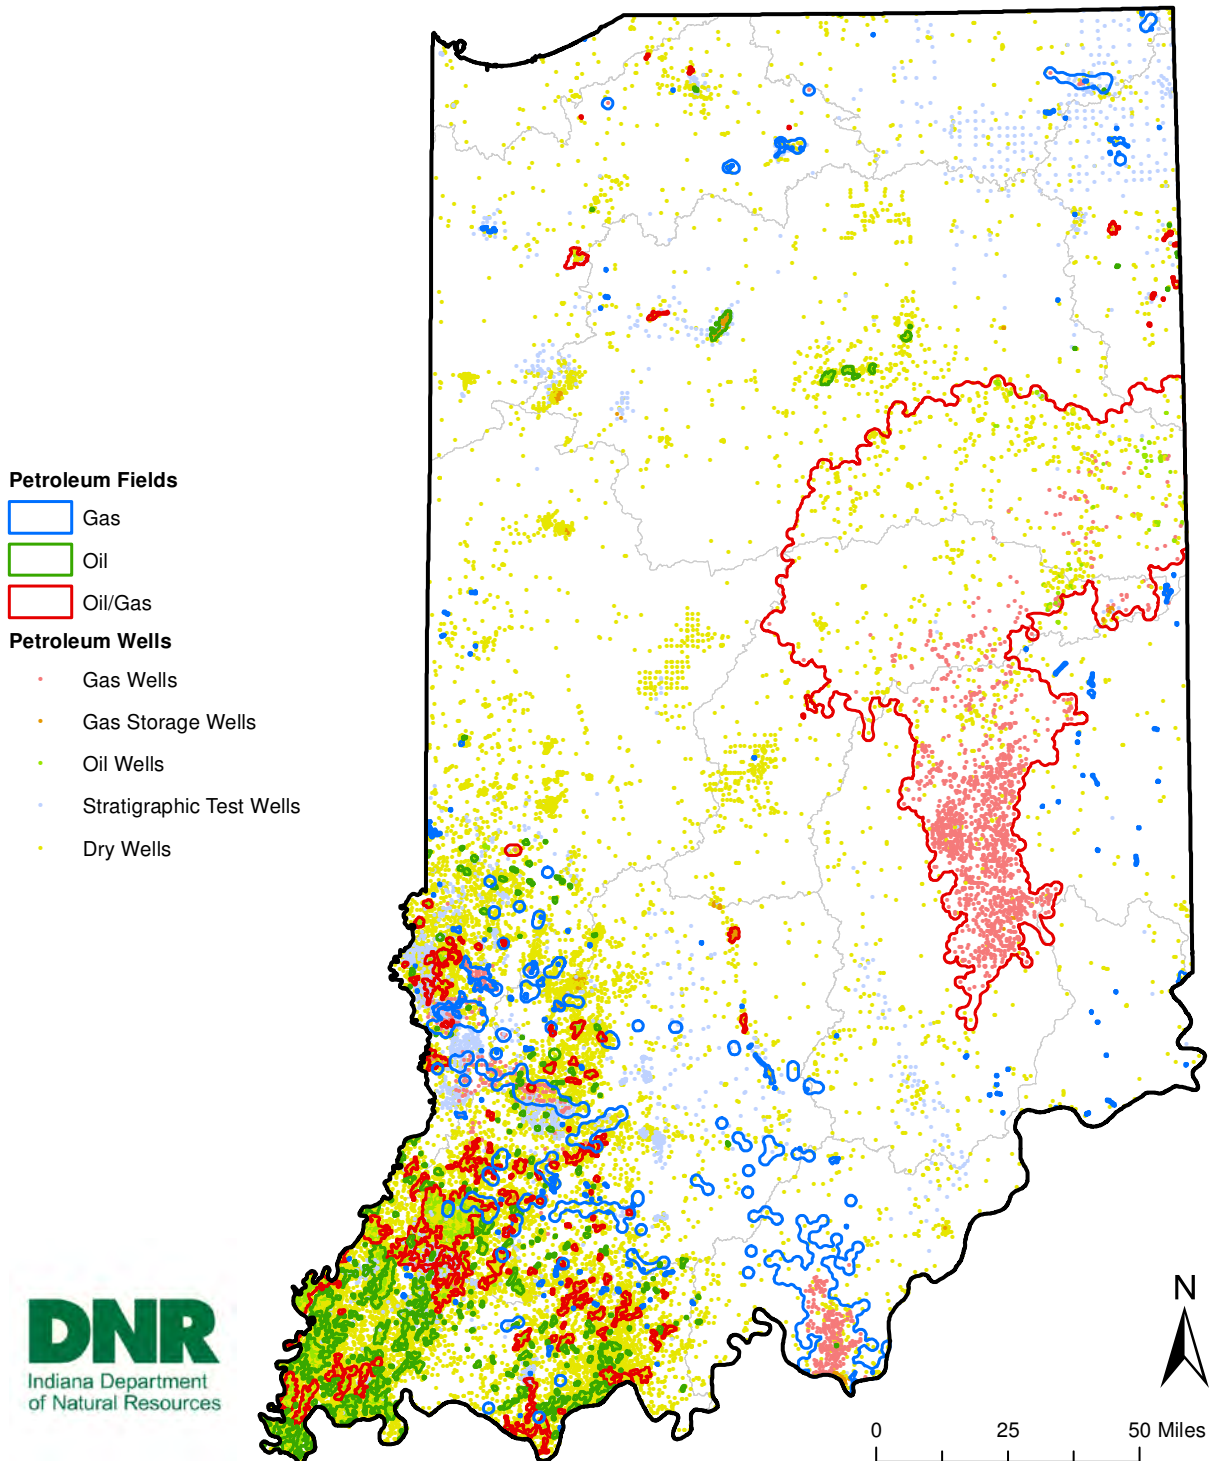 Petroleum Fields
Gas
Oil
Oil/Gas
Petroleum Wells
Gas Wells
Gas Storage Wells
Oil Wells
Stratigraphic Test Wells
Dry Wells
DNR
Indiana Department
of Natural Resources
N
0 25 50 Miles